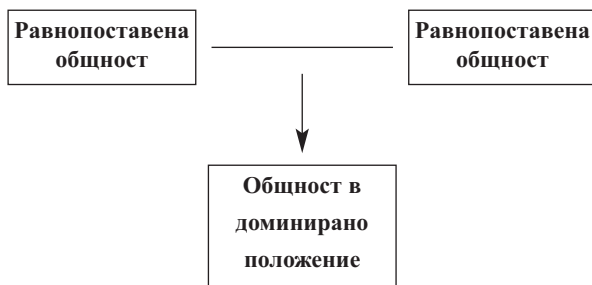 Равнопоставена
общност
Равнопоставена
общност
Общност в
доминирано
положение